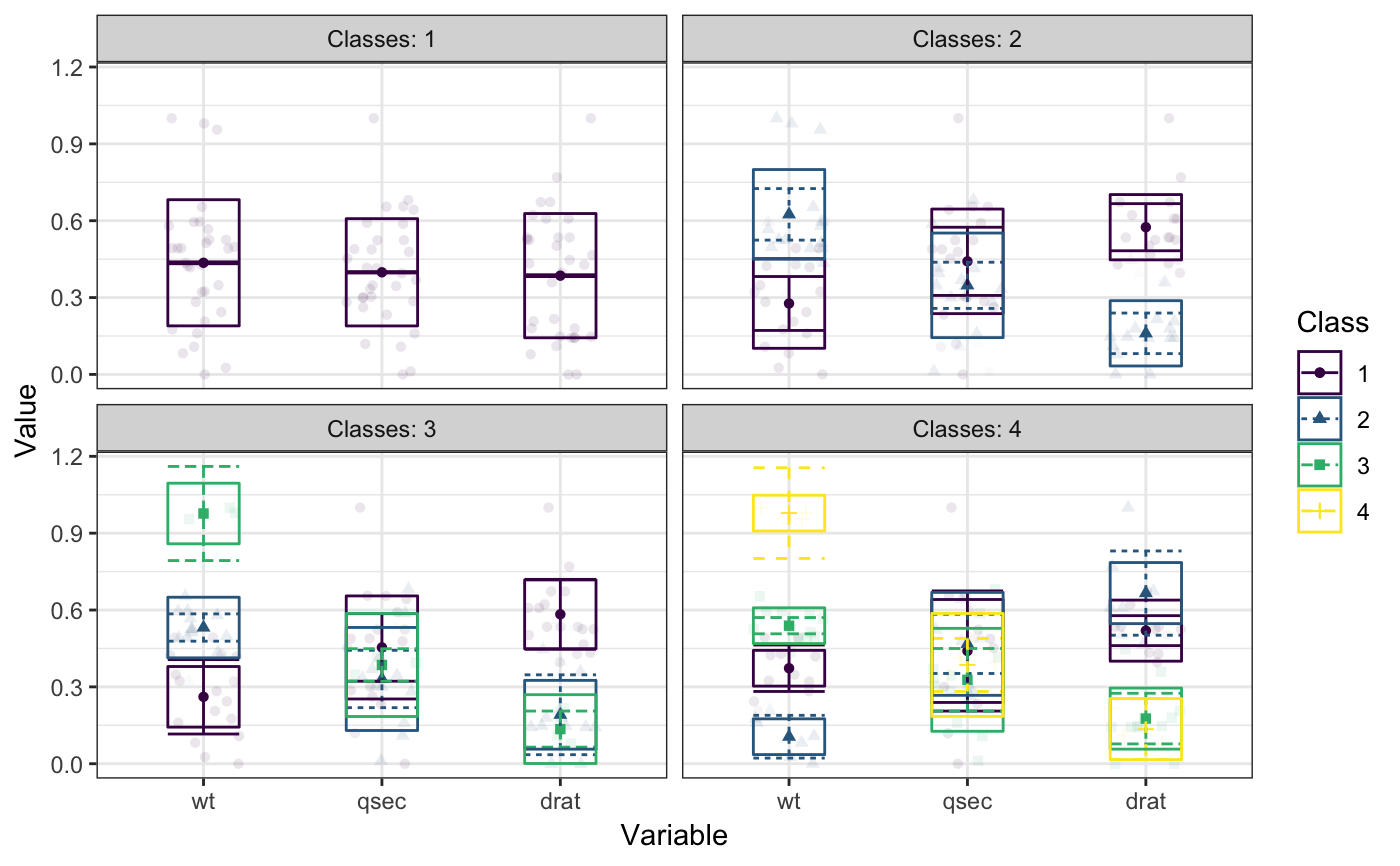 Classes: 1
Classes: 2
1.2
0.9
0.6
0.3
0.0
Classes: 3
Classes: 4
1.2
0.9
0.6
0.3
0.0
wt
qsec
drat
wt
qsec
drat
Variable
Value
Class
1
2
3
4